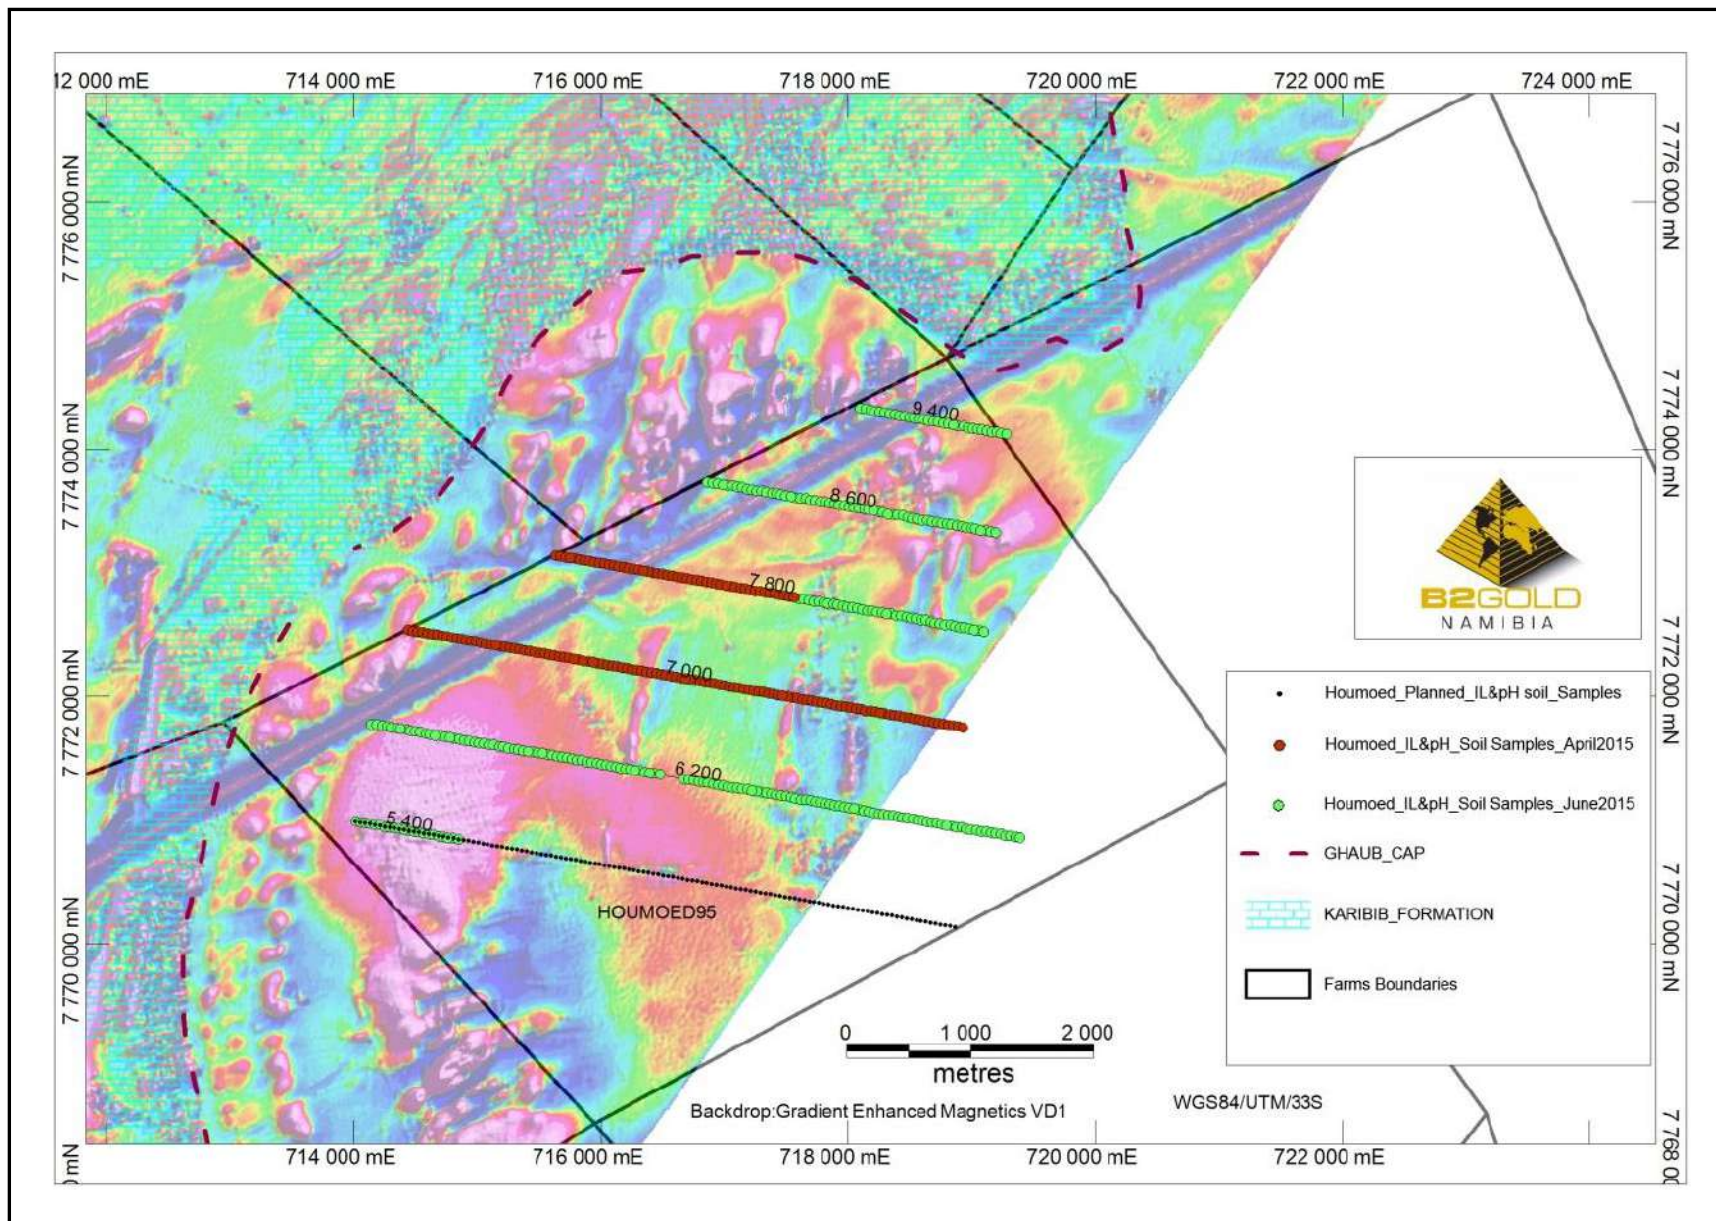 12 000 mE 714 000 mE 716 000 mE 718 000 mE 720 000 mE 722 000 mE 724 000 mE
7 776 000 mN
776 000 mN
9 400
7 774 000 mN
774 000 mN
8 600
B2GOLD
NAMIBIA
7 800
7 772 000 mN
7 000
772 000 mN
Houmoed_Planned_IL&pH soil_Samples
Houmoed_IL&pH_Soil Samples_April2015
6 200
Houmoed_IL&pH_Soil Samples_June2015
5 400
GHAUB_CAP
HOUMOED95
KARIBIB_FORMATION
7 770 000 mN
770 000 mN
Farms Boundaries
0 1 000 2 000
metres
Backdrop:Gradient Enhanced Magnetics VD1
WGS84/UTM/33S
7 768 00
0 mN
714 000 mE 716 000 mE 718 000 mE 720 000 mE 722 000 mE